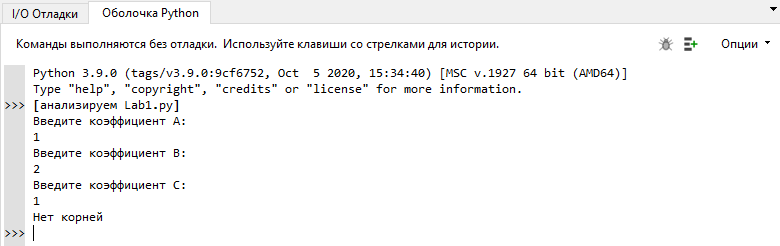 I/O Отладки Оболочка Python
Команды выполняются без отладки. Используйте клавиши со стрелками для истории. Опции
Python 3.9.0 (tags/v3.9.0:9cf6752, Oct  5 2020, 15:34:40) [MSC v.1927 64 bit (AMD64)]
Type "help", "copyright", "credits" or "license" for more information.
>>> [анализируем Lab1.py]
Введите коэффициент A:
1
Введите коэффициент B:
2
Введите коэффициент C:
1
Нет корней
>>>